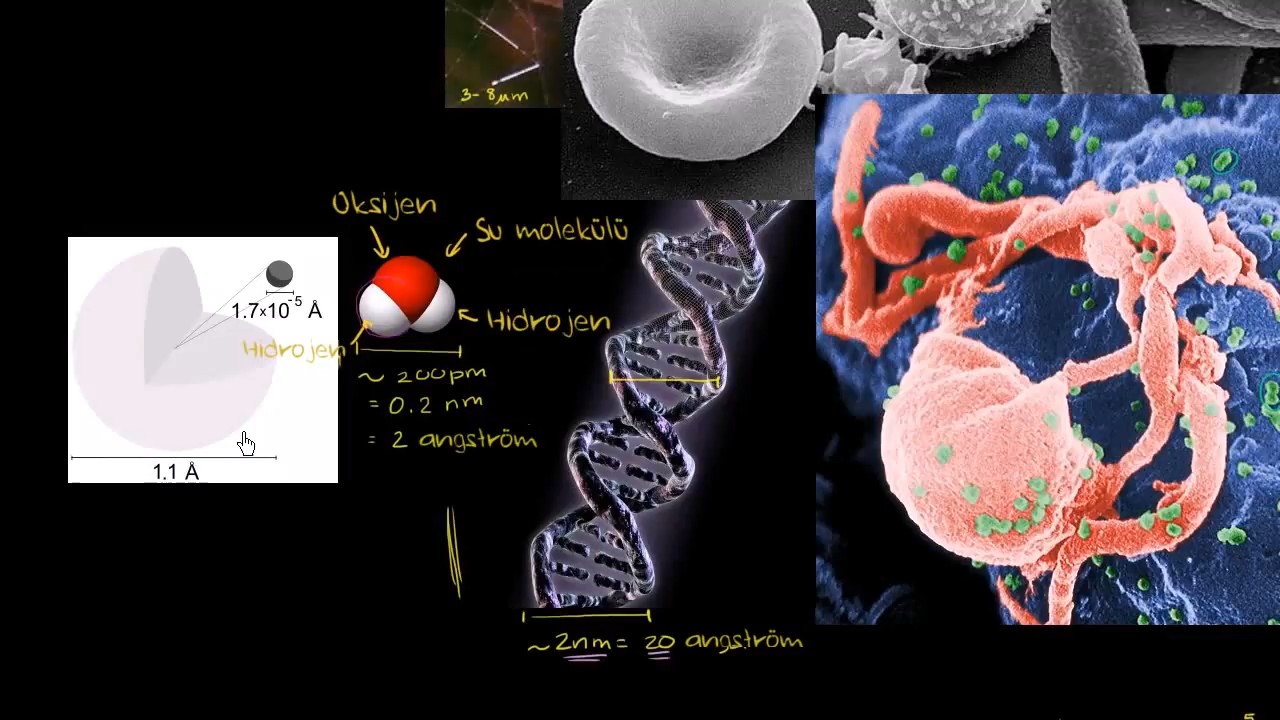 3-8µm
Oksijen
Su molekülü
1.7×10⁻⁵ Å
Hidrojen
Hidrojen
~ 200pm
= 0.2 nm
= 2 angström
1.1 Å
~ 2nm = 20 angström
5